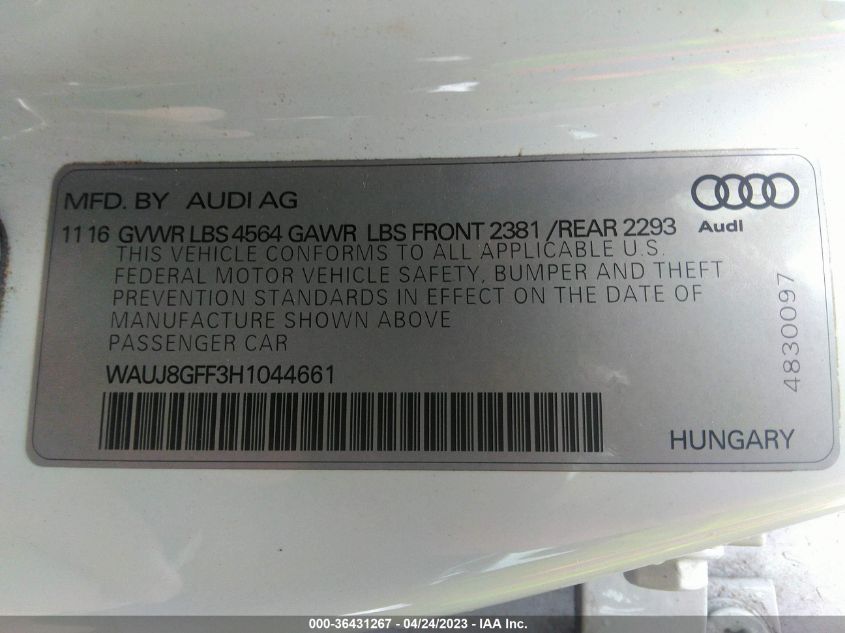 MFD. BY AUDI AG
Audi
11 16 GVWR LBS 4564 GAWR LBS FRONT 2381 /REAR 2293
THIS VEHICLE CONFORMS TO ALL APPLICABLE U.S.
FEDERAL MOTOR VEHICLE SAFETY, BUMPER AND THEFT
PREVENTION STANDARDS IN EFFECT ON THE DATE OF
MANUFACTURE SHOWN ABOVE
PASSENGER CAR
WAUJ8GFF3H1044661
4830097
HUNGARY
000-36431267 - 04/24/2023 - IAA Inc.